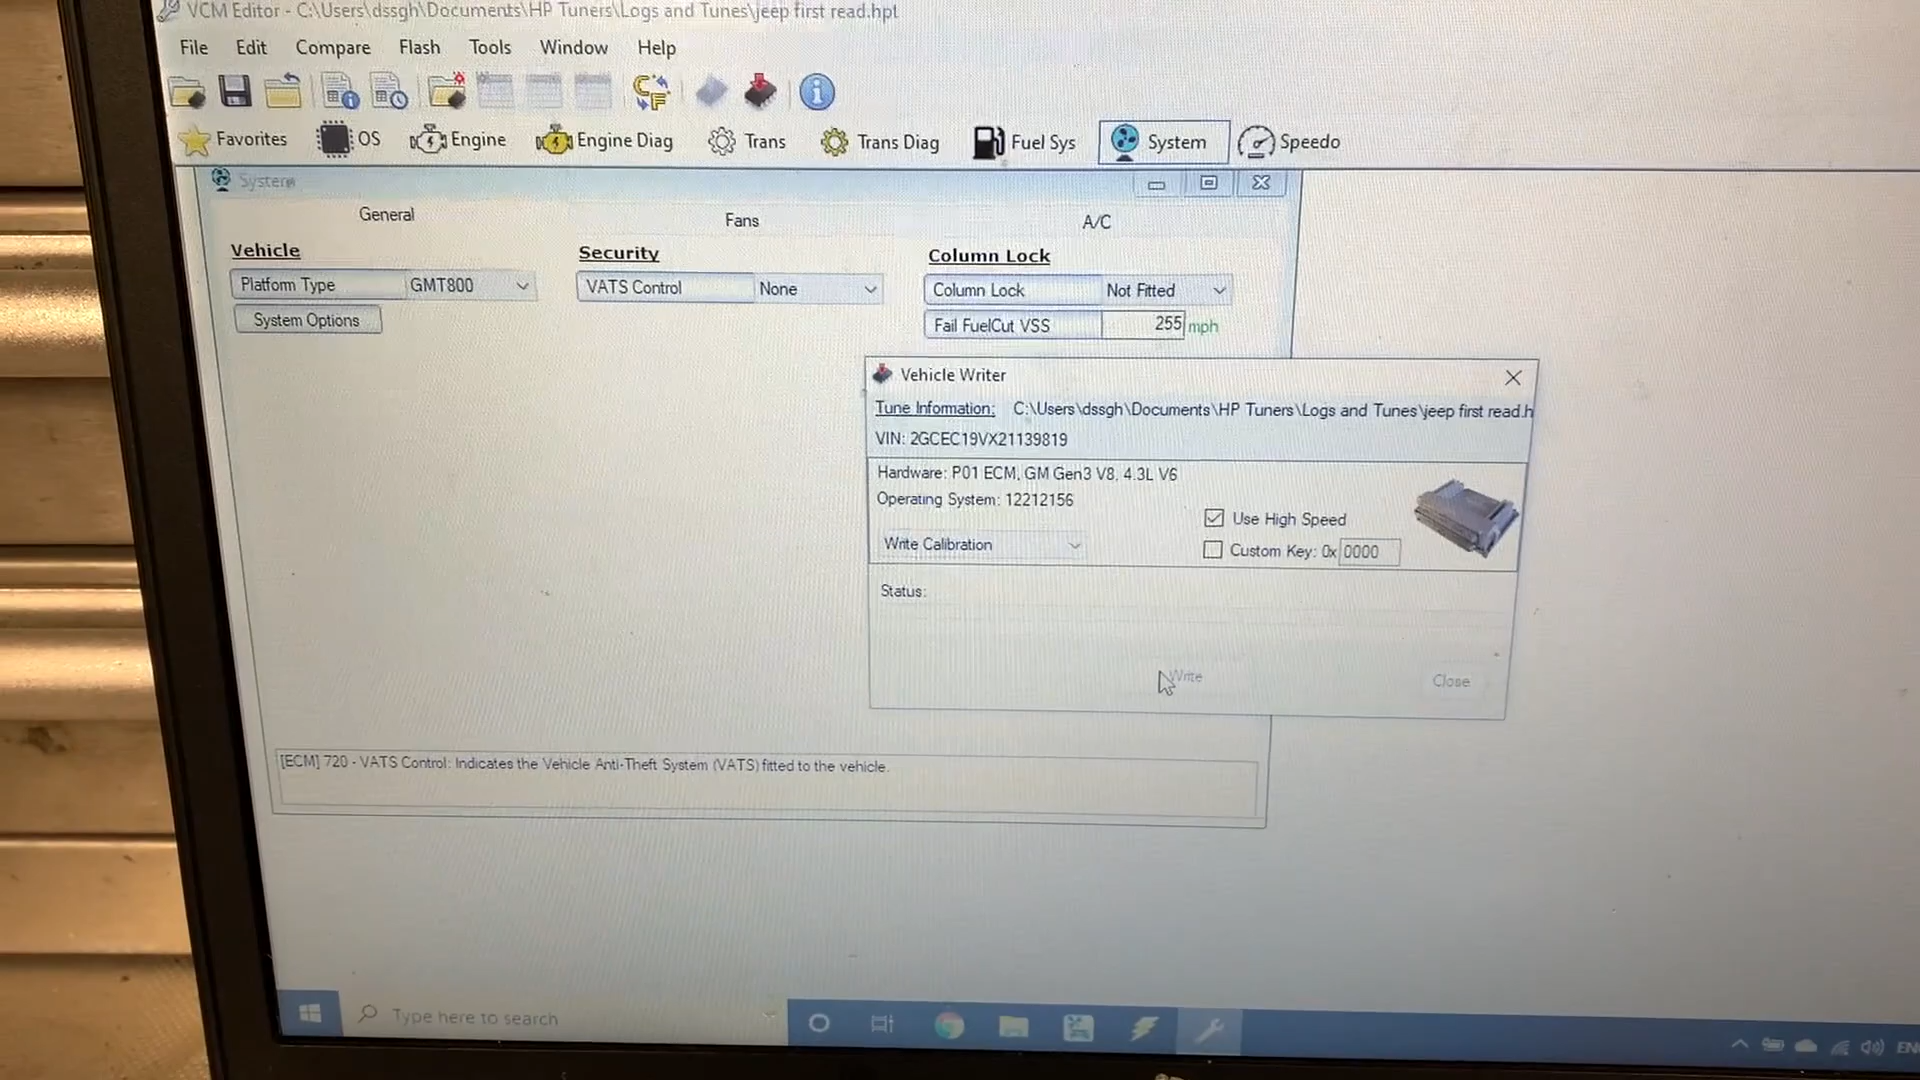 VCM Editor - C:\Users\dssgh\Documents\HP Tuners\Logs and Tunes\jeep first read.hpt
File Edit Compare Flash Tools Window Help
Favorites OS Engine Engine Diag Trans Trans Diag Fuel Sys System Speedo
System
General Fans A/C
Vehicle Security Column Lock
Platform Type GMT800 VATS Control None Column Lock Not Fitted
System Options Fail FuelCut VSS 255 mph
Vehicle Writer
Tune Information: C:\Users\dssgh\Documents\HP Tuners\Logs and Tunes\jeep first read.h
VIN: 2GCEC19VX21139819
Hardware: P01 ECM, GM Gen3 V8, 4.3L V6
Operating System: 12212156
Use High Speed
Write Calibration
Custom Key: 0x 0000
Status:
Write Close
[ECM] 720 - VATS Control: Indicates the Vehicle Anti-Theft System (VATS) fitted to the vehicle.
Type here to search
EN